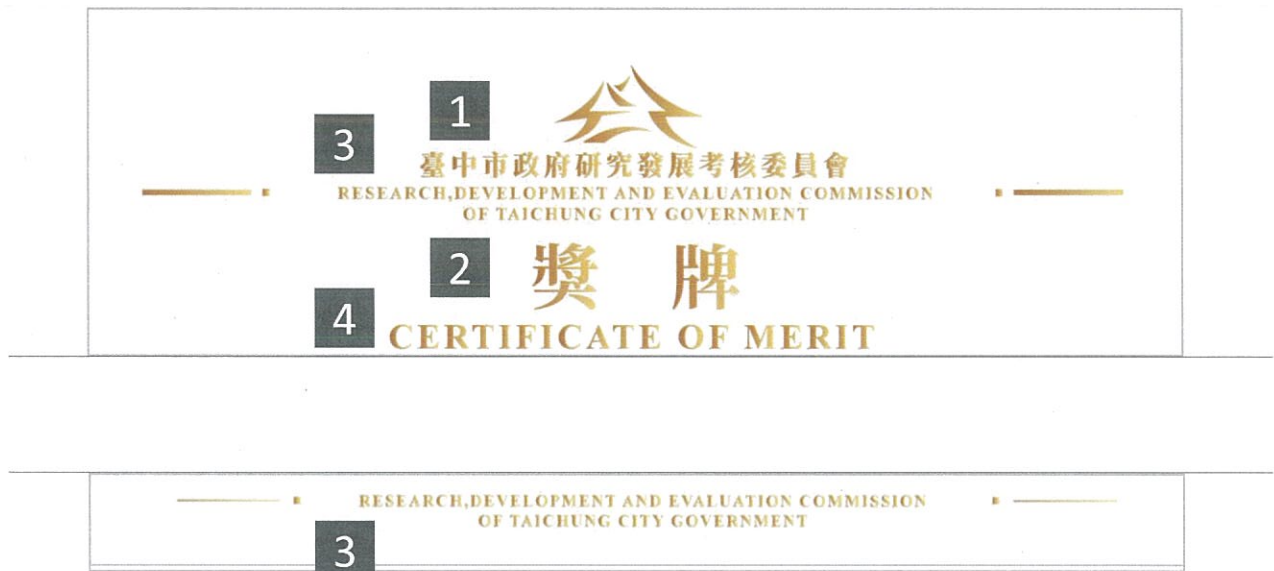 1
3
臺中市政府研究發展考核委員會
RESEARCH,DEVELOPMENT AND EVALUATION COMMISSION
OF TAICHUNG CITY GOVERNMENT
2
獎 牌
4
CERTIFICATE OF MERIT
RESEARCH,DEVELOPMENT AND EVALUATION COMMISSION
OF TAICHUNG CITY GOVERNMENT
3